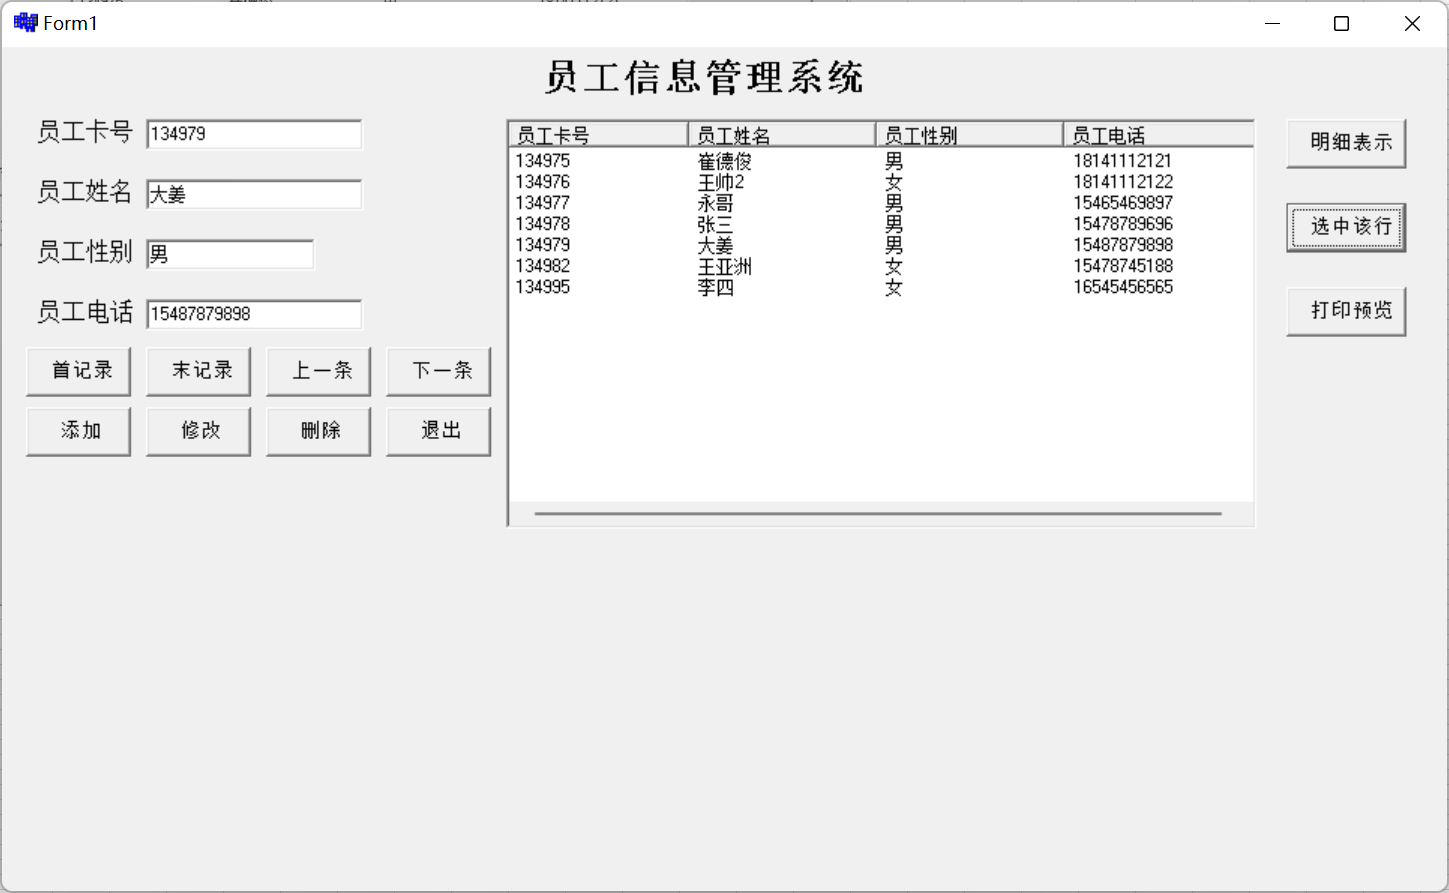 Form1
员工信息管理系统
员工卡号 134979
员工姓名 大姜
员工性别 男
员工电话 15487879898
首记录 末记录 上一条 下一条
添加 修改 删除 退出
员工卡号 员工姓名 员工性别 员工电话
134975 崔德俊 男 18141112121
134976 王帅2 女 18141112122
134977 永哥 男 15465469897
134978 张三 男 15478789696
134979 大姜 男 15487879898
134982 王亚洲 女 15478745188
134995 李四 女 16545456565
明细表示
选中该行
打印预览